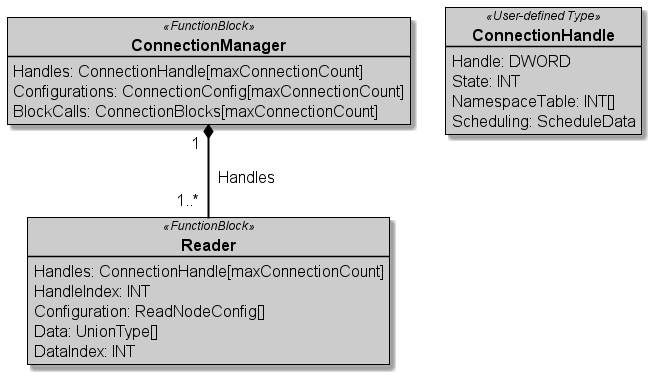 «FunctionBlock»
ConnectionManager
Handles: ConnectionHandle[maxConnectionCount]
Configurations: ConnectionConfig[maxConnectionCount]
BlockCalls: ConnectionBlocks[maxConnectionCount]
«User-defined Type»
ConnectionHandle
Handle: DWORD
State: INT
NamespaceTable: INT[]
Scheduling: ScheduleData
1
Handles
1..*
«FunctionBlock»
Reader
Handles: ConnectionHandle[maxConnectionCount]
HandleIndex: INT
Configuration: ReadNodeConfig[]
Data: UnionType[]
DataIndex: INT